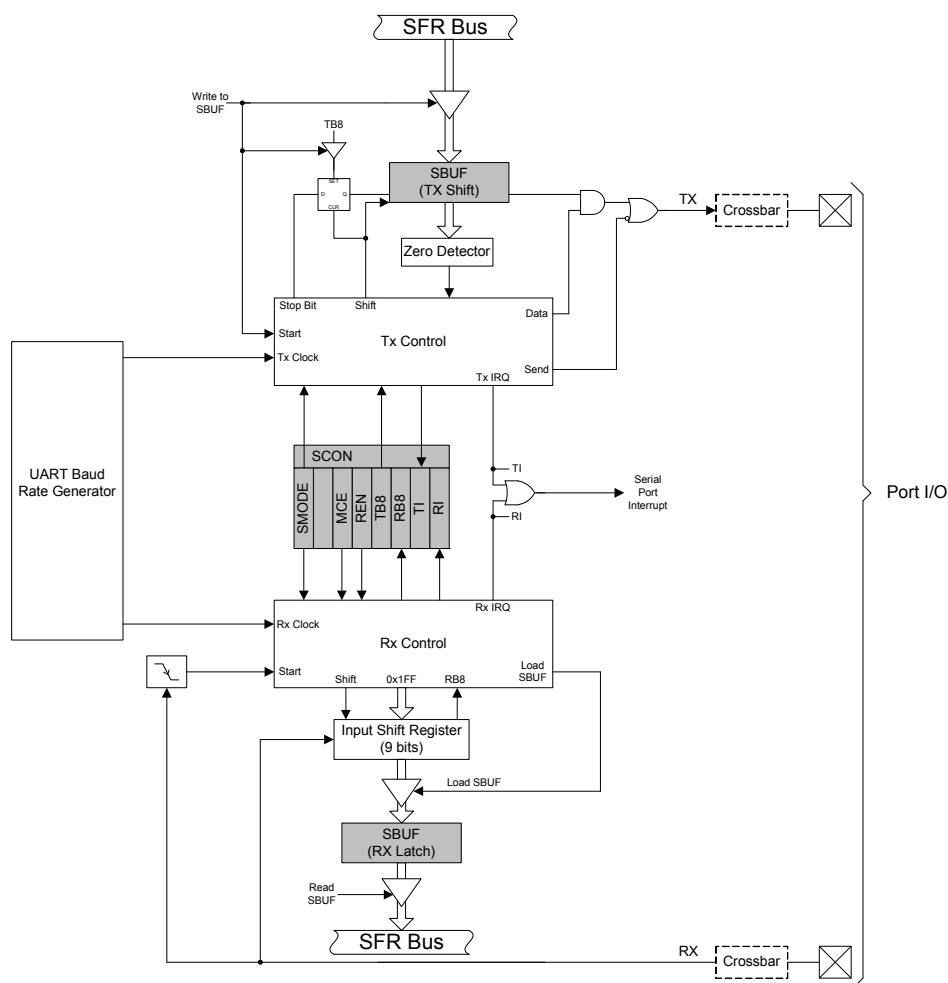 SFR Bus
Write to
SBUF
TB8
SET
D
Q
CLR
SBUF
(TX Shift)
Zero Detector
TX
Crossbar
Stop Bit
Shift
Start
Data
Tx Control
Tx Clock
Send
Tx IRQ
UART Baud
Rate Generator
SCON
SMODE
MCE
REN
TB8
RB8
TI
RI
TI
RI
Serial
Port
Interrupt
Port I/O
Rx IRQ
Rx Clock
Rx Control
Start
Load
SBUF
Shift
0x1FF
RB8
Input Shift Register
(9 bits)
Load SBUF
SBUF
(RX Latch)
Read
SBUF
SFR Bus
RX
Crossbar